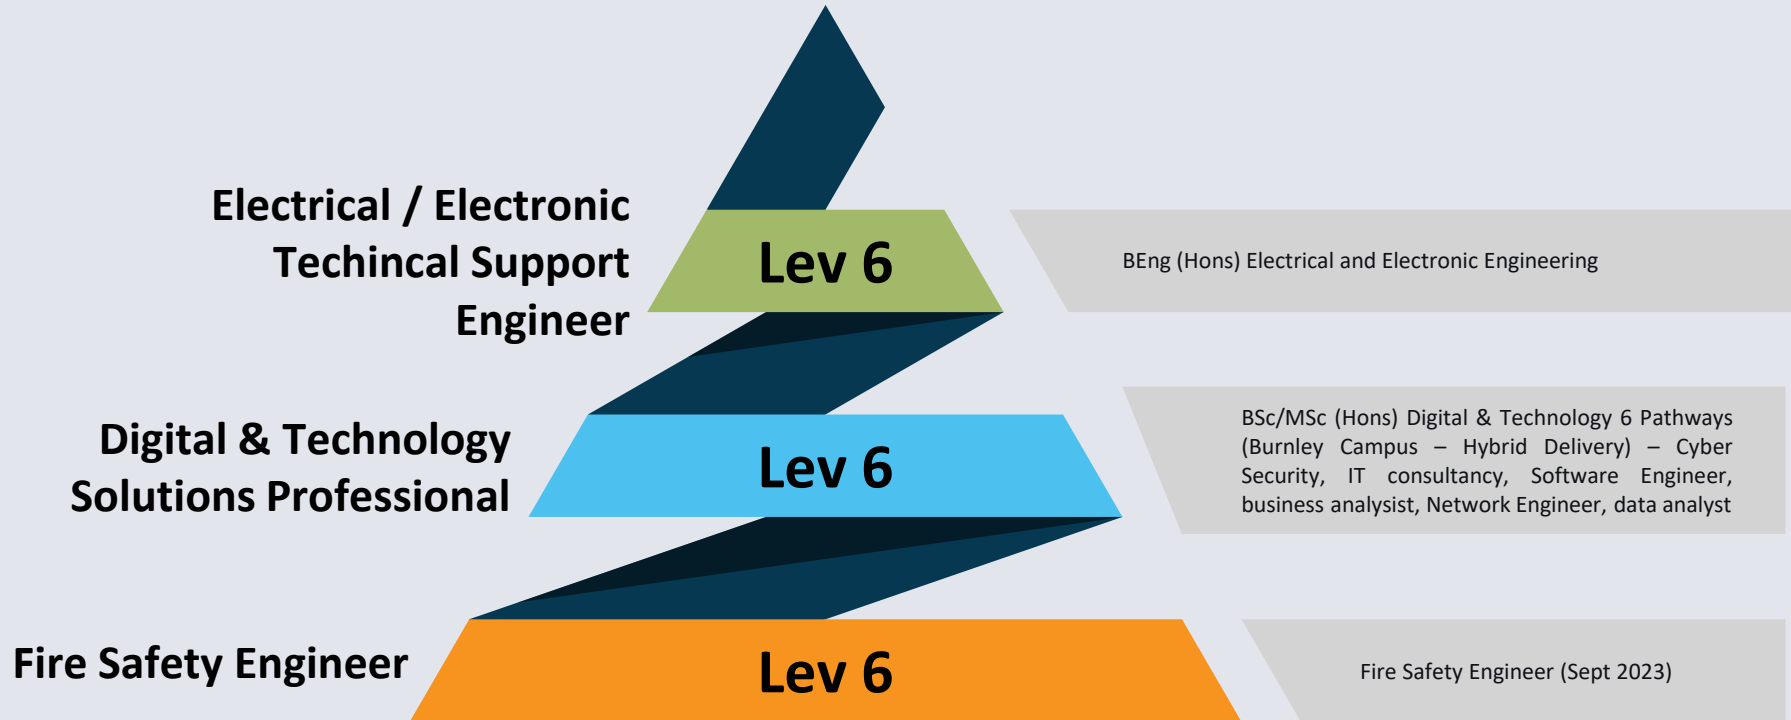 Electrical / Electronic
Techincal Support
Engineer
Lev 6
BEng (Hons) Electrical and Electronic Engineering
Digital & Technology
Solutions Professional
Lev 6
BSc/MSc (Hons) Digital & Technology 6 Pathways
(Burnley Campus – Hybrid Delivery) – Cyber
Security, IT consultancy, Software Engineer,
business analysist, Network Engineer, data analyst
Fire Safety Engineer
Lev 6
Fire Safety Engineer (Sept 2023)